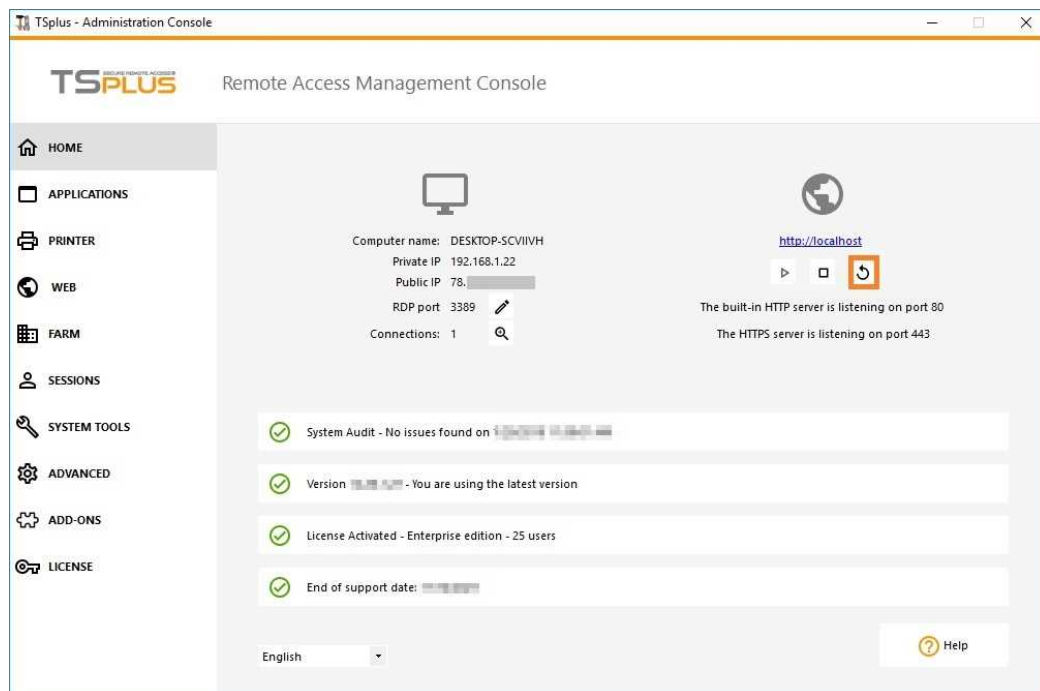 TSplus - Administration Console
TSPLUS
SECURE REMOTE ACCESS
Remote Access Management Console
HOME
APPLICATIONS
PRINTER
WEB
FARM
SESSIONS
SYSTEM TOOLS
ADVANCED
ADD-ONS
LICENSE
Computer name: DESKTOP-SCVIIVH
Private IP 192.168.1.22
Public IP 78.
RDP port 3389
Connections: 1
http://localhost
The built-in HTTP server is listening on port 80
The HTTPS server is listening on port 443
System Audit - No issues found on
Version - You are using the latest version
License Activated - Enterprise edition - 25 users
End of support date:
English
Help